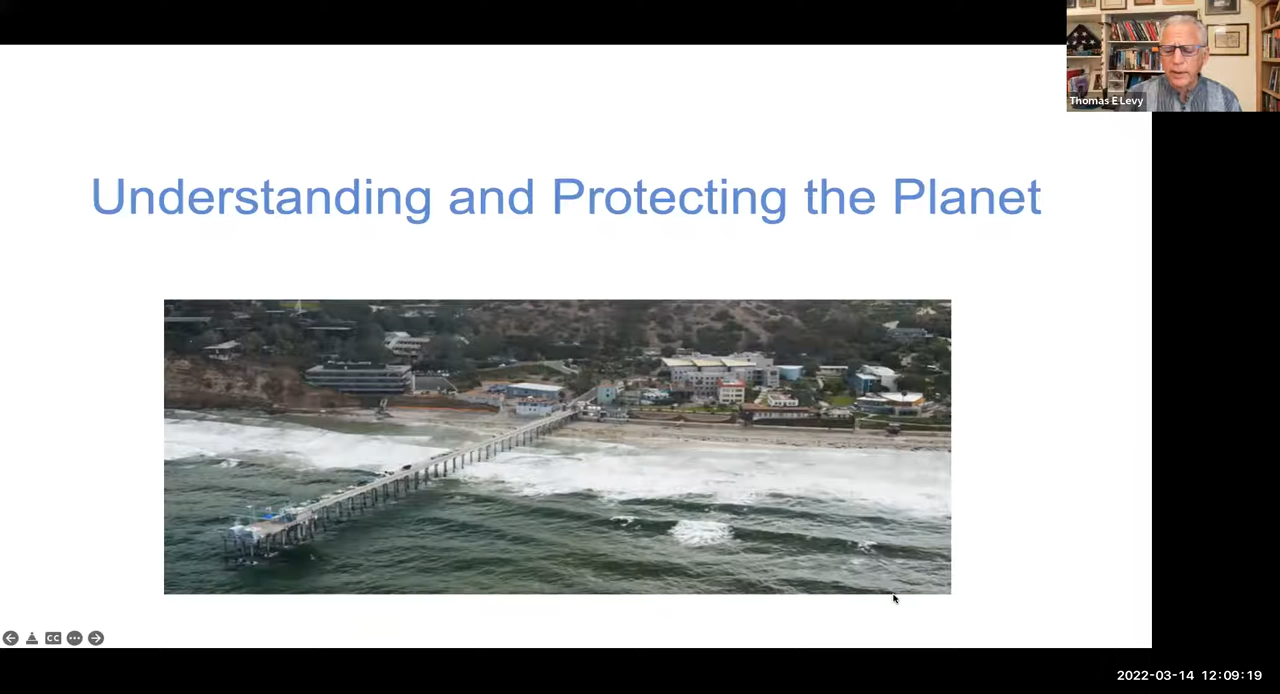 Thomas E Levy
Understanding and Protecting the Planet
CC
2022-03-14 12:09:19